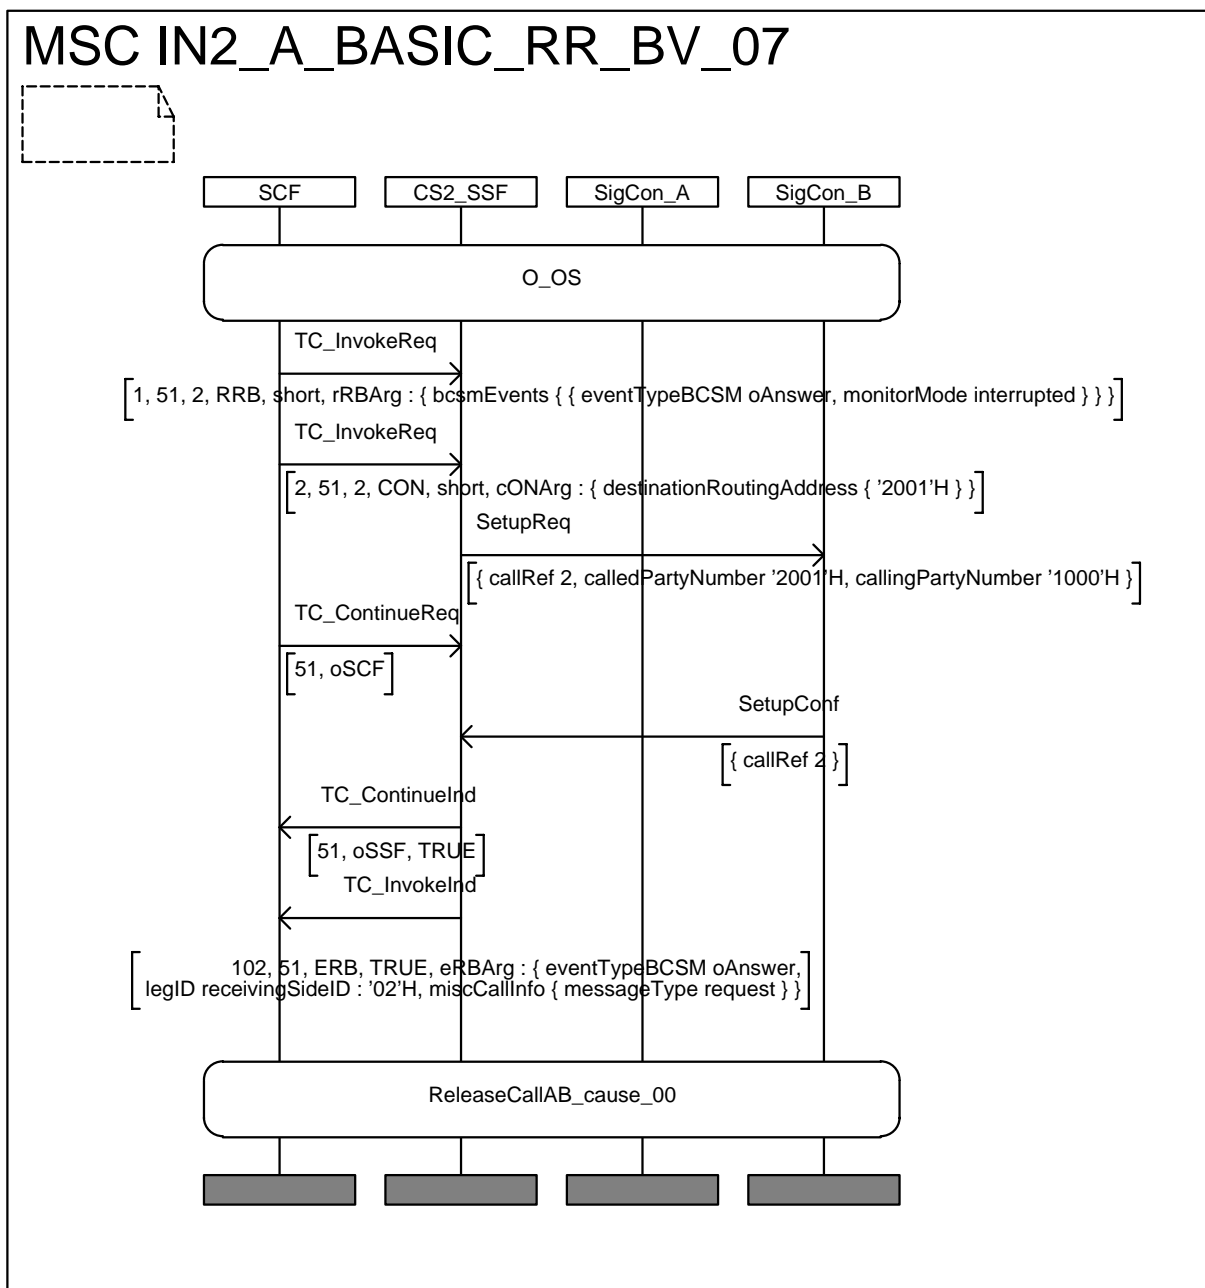 MSC IN2_A_BASIC_RR_BV_07
SCF CS2_SSF SigCon_A SigCon_B
O_OS
TC_InvokeReq
1, 51, 2, RRB, short, rRBArg : { bcsmEvents { { eventTypeBCSM oAnswer, monitorMode interrupted } } }
TC_InvokeReq
2, 51, 2, CON, short, cONArg : { destinationRoutingAddress { '2001'H } }
SetupReq
{ callRef 2, calledPartyNumber '2001'H, callingPartyNumber '1000'H }
TC_ContinueReq
51, oSCF
SetupConf
{ callRef 2 }
TC_ContinueInd
51, oSSF, TRUE
TC_InvokeInd
102, 51, ERB, TRUE, eRBArg : { eventTypeBCSM oAnswer,
legID receivingSideID : '02'H, miscCallInfo { messageType request } }
ReleaseCallAB_cause_00